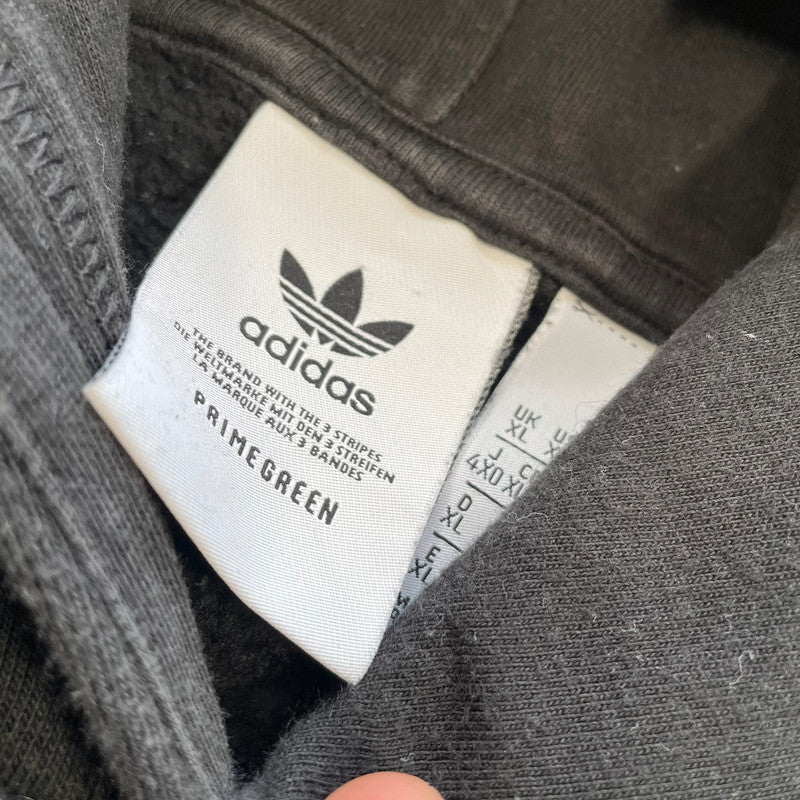 adidas
THE BRAND WITH THE 3 STRIPES
DIE WELTMARKE MIT DEN 3 STREIFEN
LA MARQUE AUX 3 BANDES
PRIMEGREEN
UK
XL
J
4XO
D
XL
E
XL